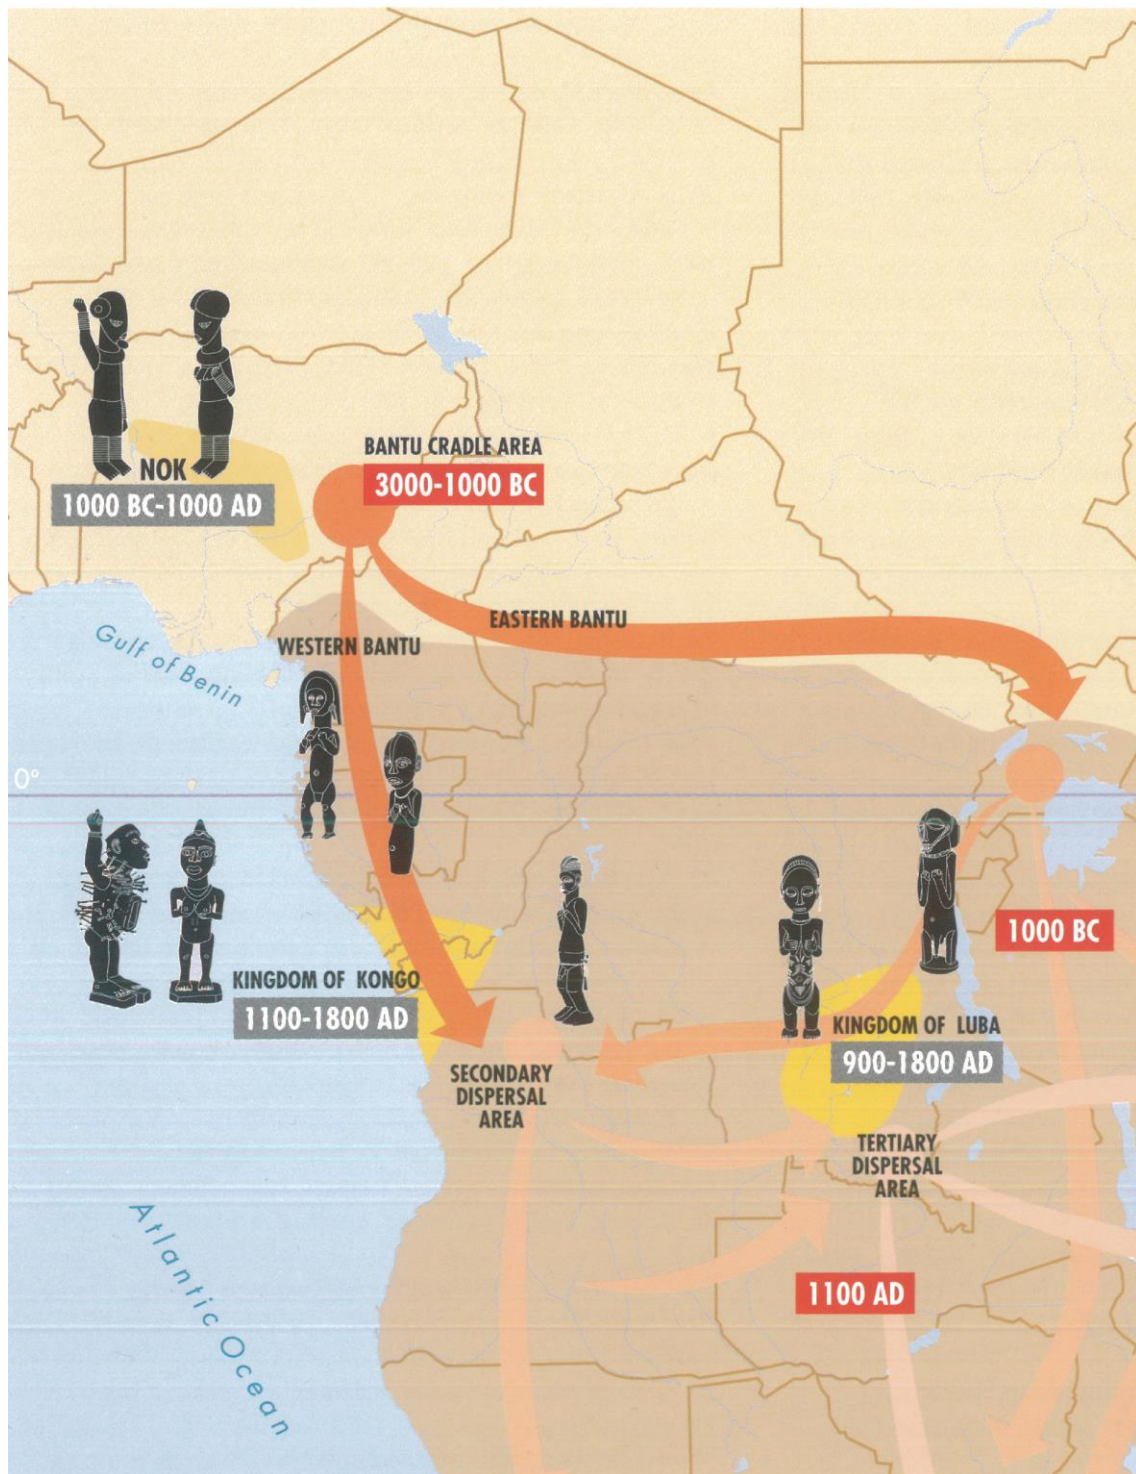 BANTU CRADLE AREA
3000-1000 BC
NOK
1000 BC-1000 AD
EASTERN BANTU
WESTERN BANTU
Gulf of Benin
0°
1000 BC
KINGDOM OF KONGO
1100-1800 AD
KINGDOM OF LUBA
900-1800 AD
SECONDARY
DISPERSAL
AREA
TERTIARY
DISPERSAL
AREA
Atlantic Ocean
1100 AD